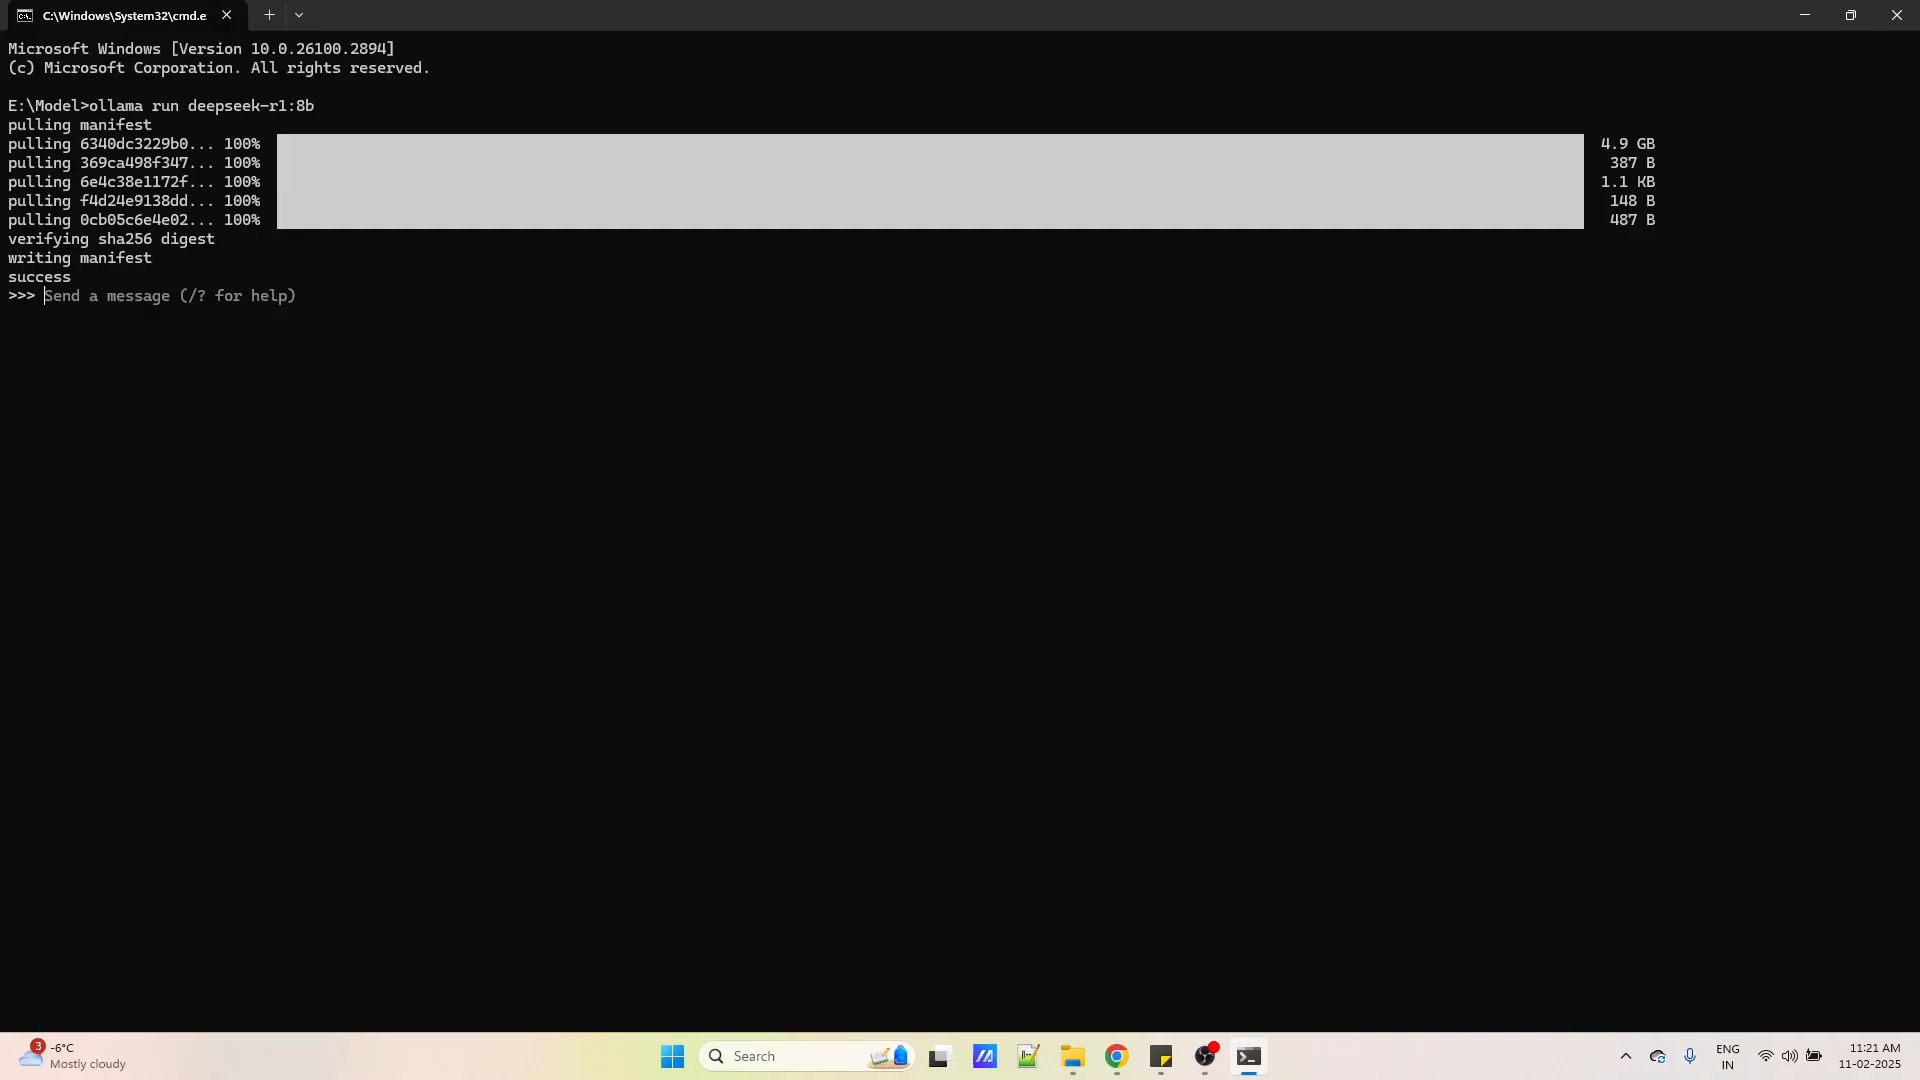 C:\Windows\System32\cmd.e
Microsoft Windows [Version 10.0.26100.2894]
(c) Microsoft Corporation. All rights reserved.
E:\Model>ollama run deepseek-r1:8b
pulling manifest
pulling 6340dc3229b0... 100% 4.9 GB
pulling 369ca498f347... 100% 387 B
pulling 6e4c38e1172f... 100% 1.1 KB
pulling f4d24e9138dd... 100% 148 B
pulling 0cb05c6e4e02... 100% 487 B
verifying sha256 digest
writing manifest
success
>>> Send a message (/? for help)
3
-6°C
Mostly cloudy
Search
ENG
IN
11:21 AM
11-02-2025